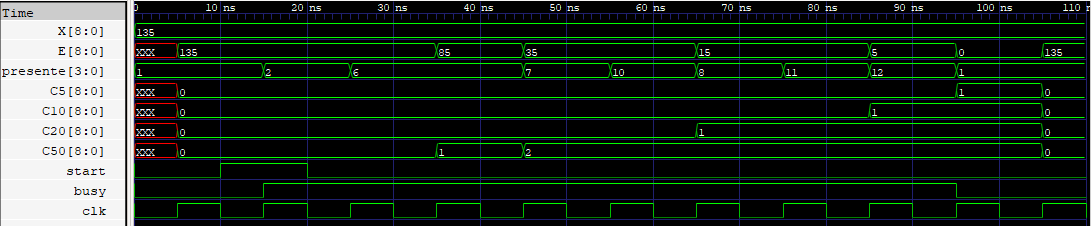 Time 0 10 ns 20 ns 30 ns 40 ns 50 ns 60 ns 70 ns 80 ns 90 ns 100 ns 110 n
X[8:0] 135
E[8:0] XXX 135 85 35 15 5 0 135
presente[3:0] 1 2 6 7 10 8 11 12 1
C5[8:0] XXX 0 1 0
C10[8:0] XXX 0 1 0
C20[8:0] XXX 0 1 0
C50[8:0] XXX 0 1 2 0
start
busy
clk